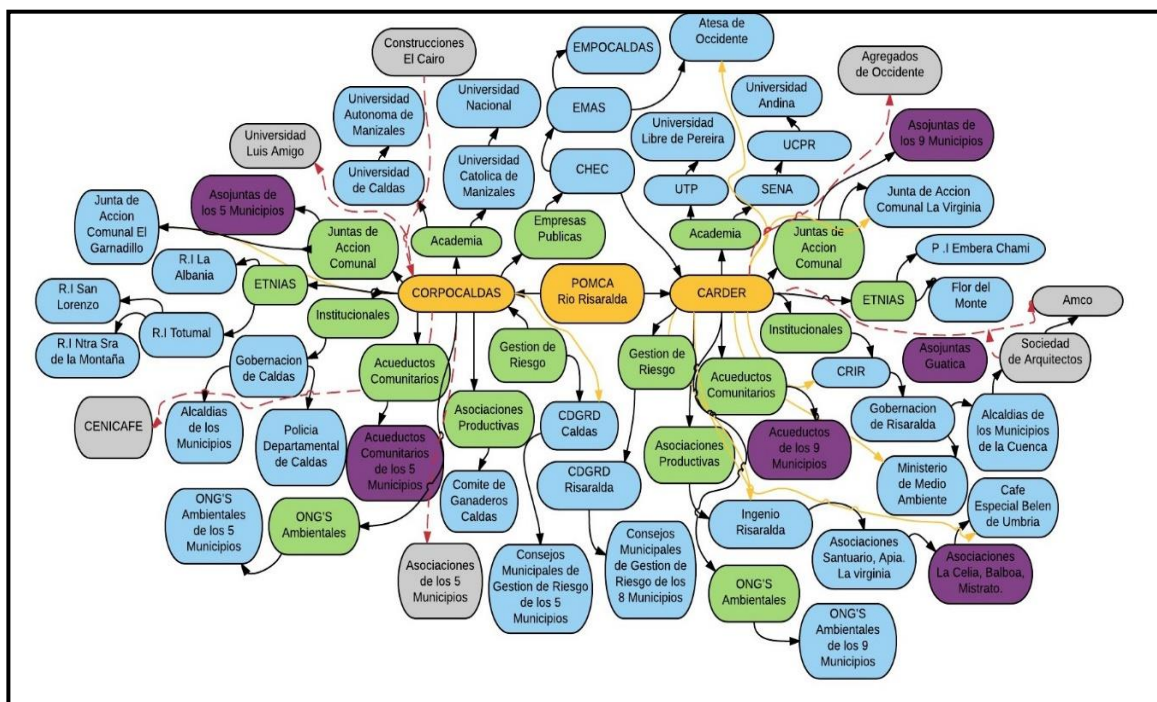 Construcciones
El Cairo
EMPOCALDAS
Atesa de
Occidente
Agregados
de Occidente
Universidad
Autonoma de
Manizales
Universidad
Nacional
EMAS
Universidad
Andina
Universidad
Luis Amigo
Universidad
Libre de Pereira
UCPR
Asojuntas de
los 9 Municipios
Universidad
de Caldas
Universidad
Catolica de
Manizales
CHEC
UTP
SENA
Junta de Accion
Comunal La Virginia
Asojuntas de
los 5 Municipios
Junta de
Accion
Comunal El
Garnadillo
Juntas de
Accion
Comunal
Academia
Empresas
Publicas
Academia
Juntas de
Accion
Comunal
P .I Embera Chami
R.I La
Albania
ETNIAS
CORPOCALDAS
POMCA
Rio Risaralda
CARDER
ETNIAS
Flor del
Monte
R.I San
Lorenzo
R.I Totumal
R.I Ntra Sra
de la Montaña
Institucionales
Gestion de
Riesgo
Gestion de
Riesgo
Institucionales
Asojuntas
Guatica
Amco
Sociedad
de Arquitectos
Gobernacion
de Caldas
Acueductos
Comunitarios
Acueductos
Comunitarios
CRIR
CENICAFE
Alcaldias
de los
Municipios
Policia
Departamental
de Caldas
Acueductos
Comunitarios
de los 5
Municipios
Asociaciones
Productivas
CDGRD
Caldas
Asociaciones
Productivas
Acueductos
de los 9
Municipios
Gobernacion
de Risaralda
Alcaldias de
los Municipios
de la Cuenca
Comite de
Ganaderos
Caldas
CDGRD
Risaralda
Ministerio
de Medio
Ambiente
Cafe
Especial Belen
de Umbria
ONG'S
Ambientales
de los 5
Municipios
ONG'S
Ambientales
Ingenio
Risaralda
Asociaciones
Santuario, Apia.
La virginia
Asociaciones
La Celia, Balboa,
Mistrato.
Asociaciones
de los 5
Municipios
Consejos
Municipales de
Gestion de Riesgo
de los 5
Municipios
Consejos
Municipales
de Gestion de
Riesgo de los
8 Municipios
ONG'S
Ambientales
ONG'S
Ambientales
de los 9
Municipios